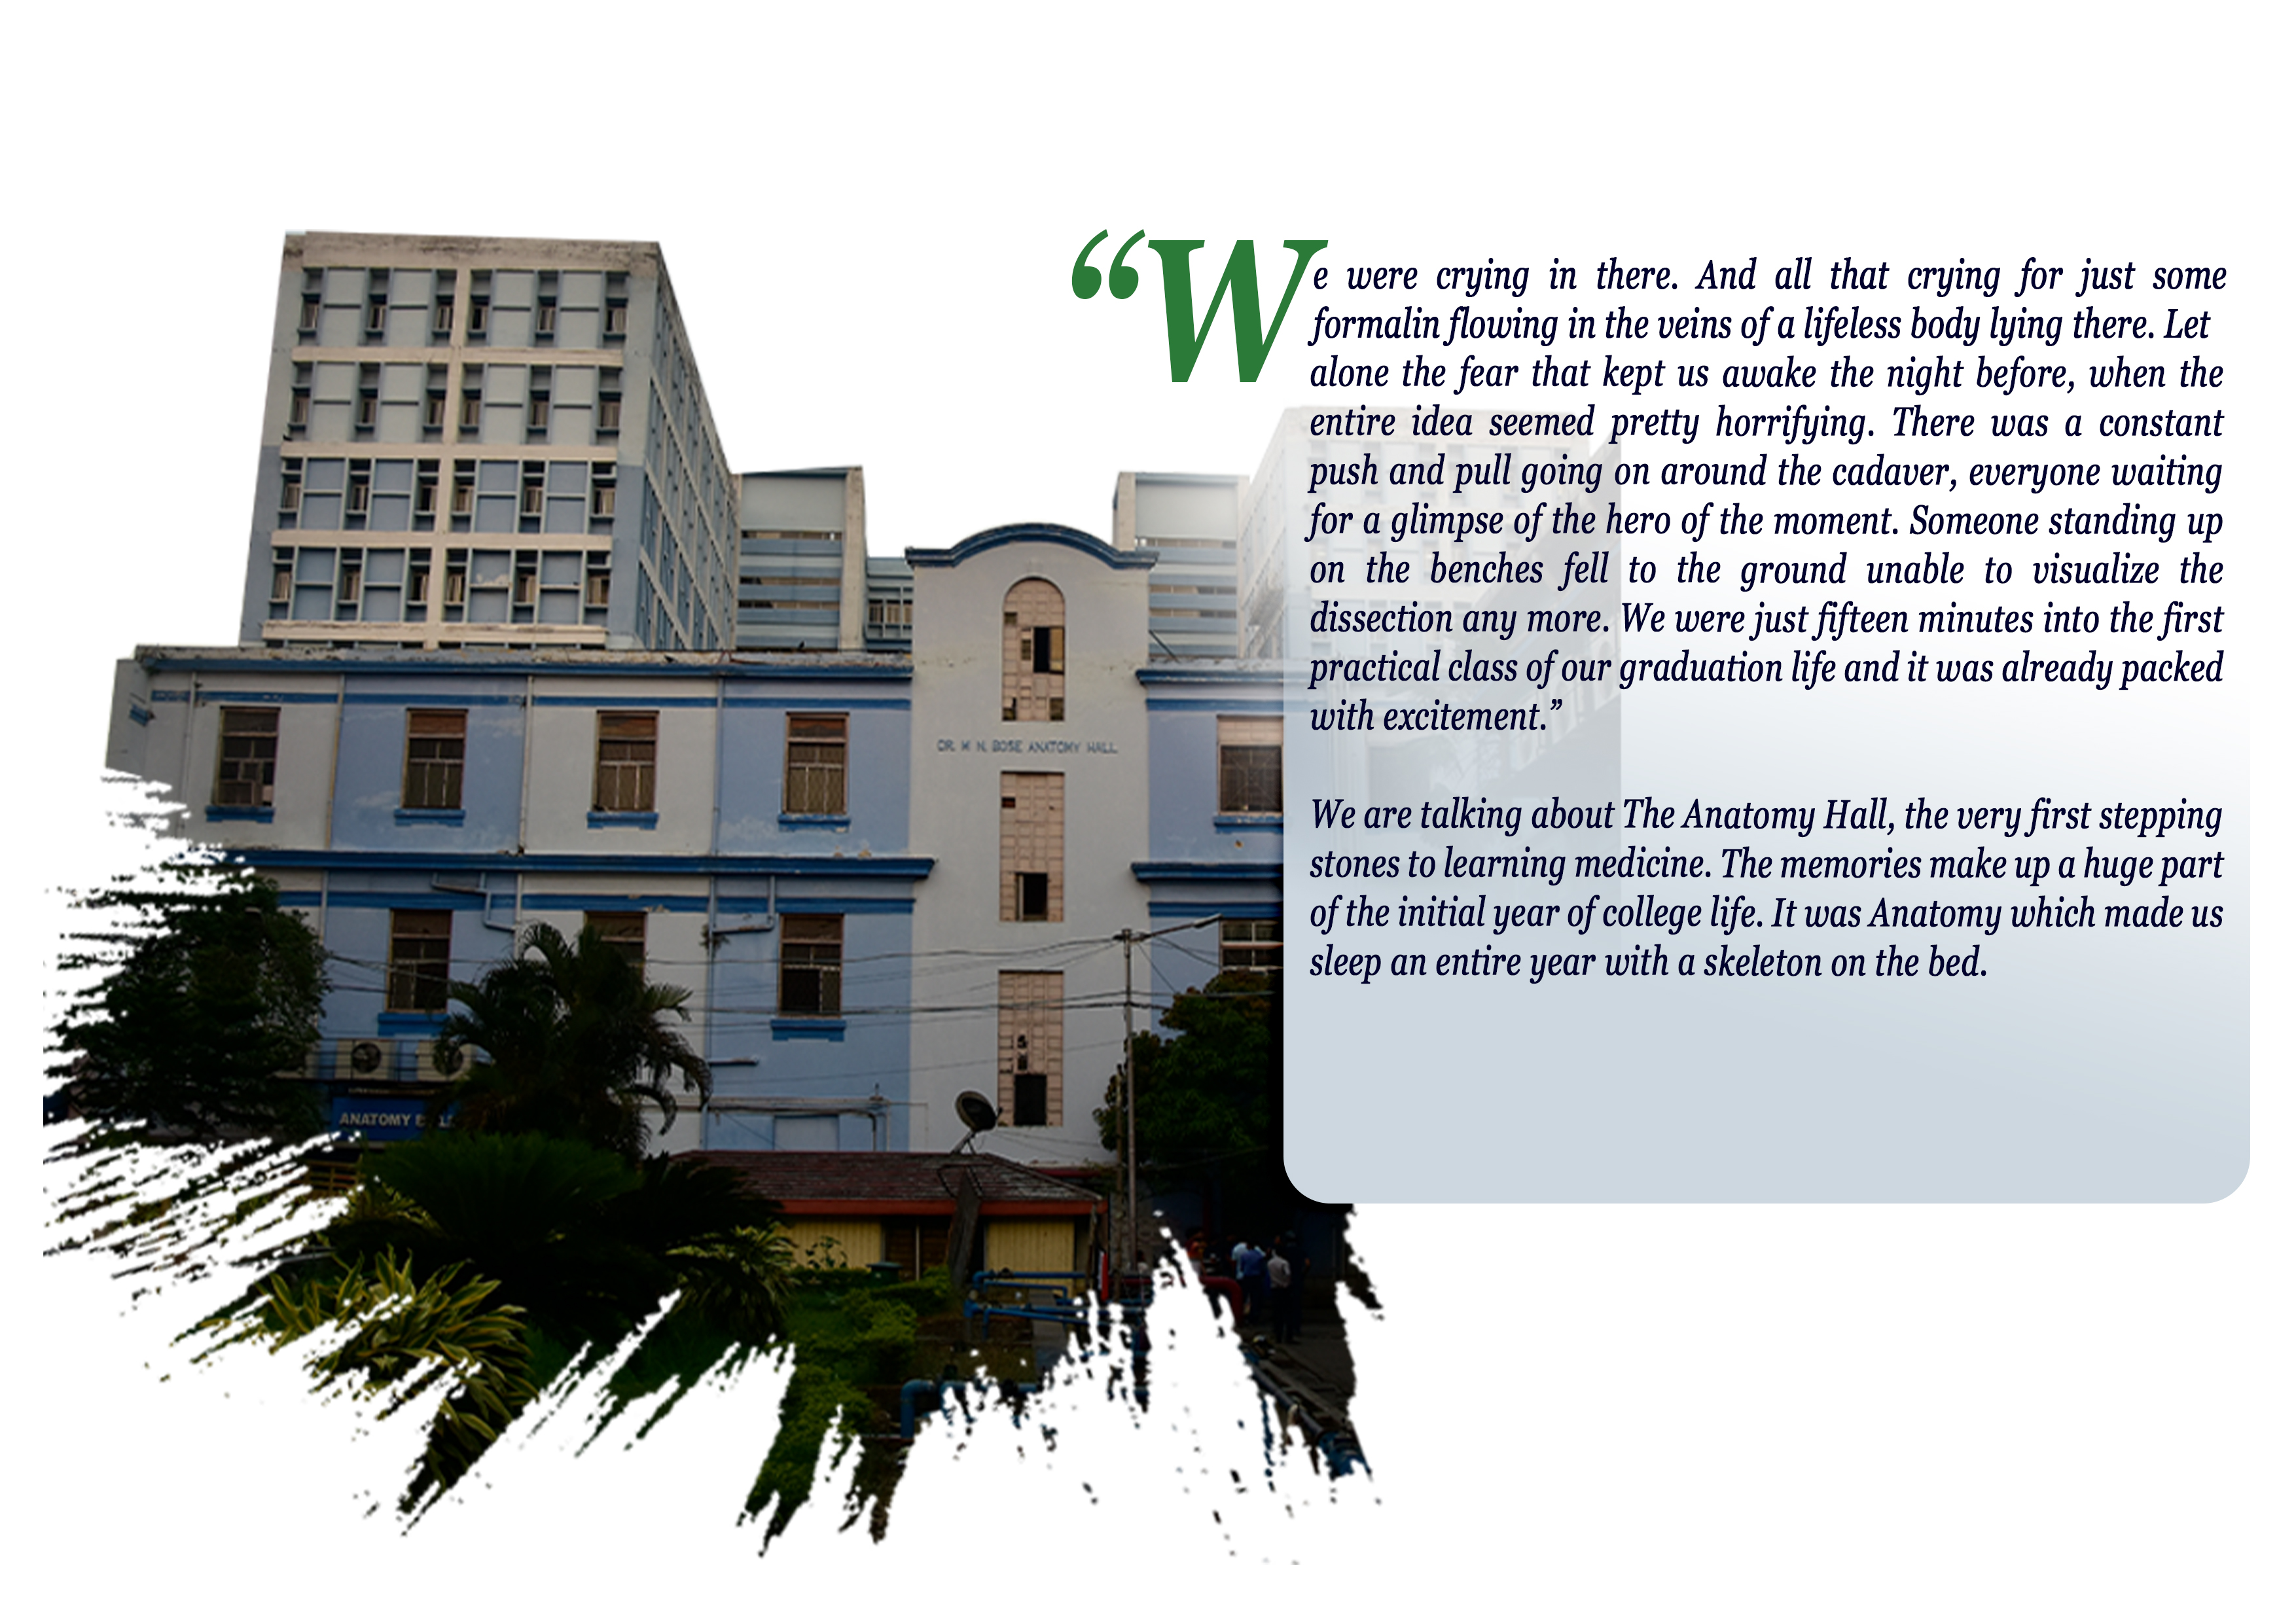 “We were crying in there. And all that crying for just some
formalin flowing in the veins of a lifeless body lying there. Let
alone the fear that kept us awake the night before, when the
entire idea seemed pretty horrifying. There was a constant
push and pull going on around the cadaver, everyone waiting
for a glimpse of the hero of the moment. Someone standing up
on the benches fell to the ground unable to visualize the
dissection any more. We were just fifteen minutes into the first
practical class of our graduation life and it was already packed
with excitement.”
We are talking about The Anatomy Hall, the very first stepping
stones to learning medicine. The memories make up a huge part
of the initial year of college life. It was Anatomy which made us
sleep an entire year with a skeleton on the bed.
DR. M N. BOSE ANATOMY HALL
ANATOMY